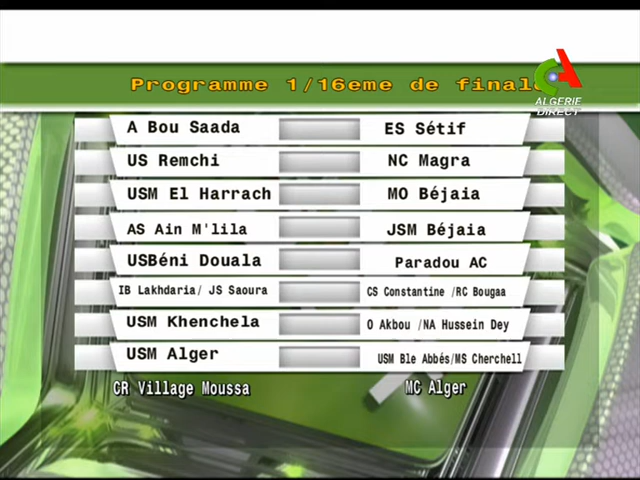 Programme 1/16eme de finale
ALGERIE
DIRECT
A Bou Saada ES Sétif
US Remchi NC Magra
USM El Harrach MO Béjaia
AS Ain M'lila JSM Béjaia
USBéni Douala Paradou AC
IB Lakhdaria/ JS Saoura CS Constantine /RC Bougaa
USM Khenchela O Akbou /NA Hussein Dey
USM Alger USM Ble Abbés/MS Cherchell
CR Village Moussa MC Alger